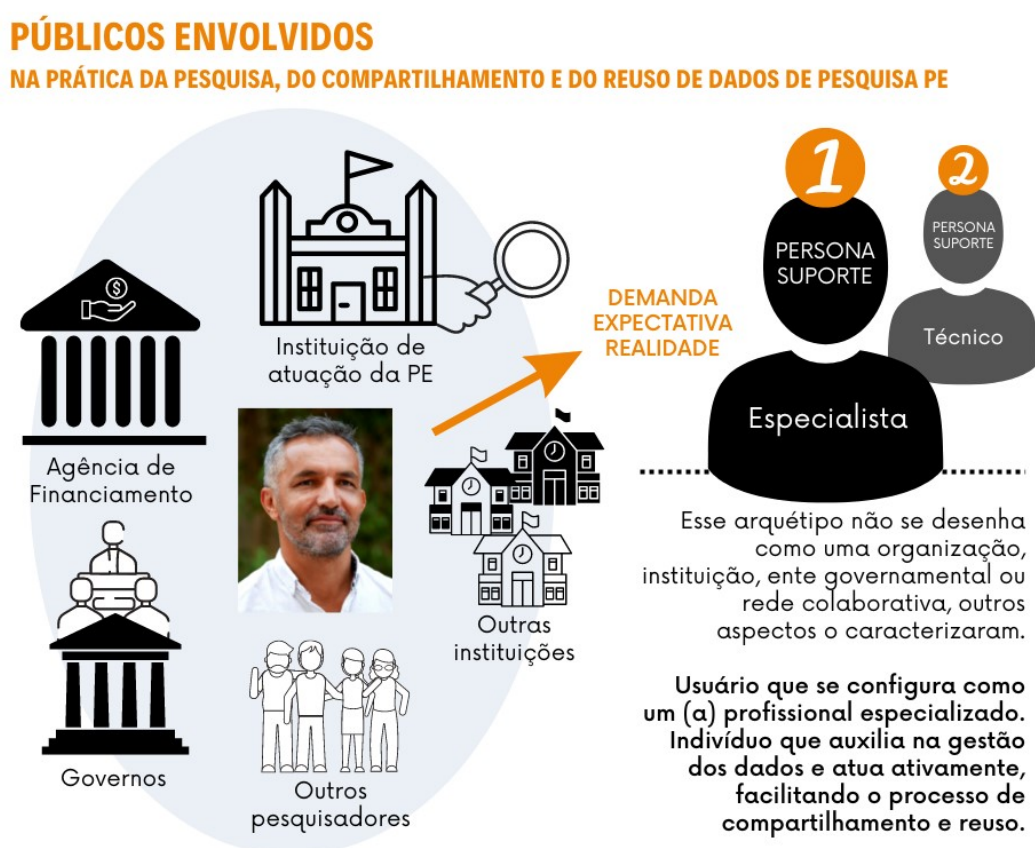 PÚBLICOS ENVOLVIDOS
NA PRÁTICA DA PESQUISA, DO COMPARTILHAMENTO E DO REUSO DE DADOS DE PESQUISA PE
Instituição de
atuação da PE
$
Agência de
Financiamento
Governos
Outros
pesquisadores
Outras
instituições
DEMANDA
EXPECTATIVA
REALIDADE
1
PERSONA
SUPORTE
Especialista
2
PERSONA
SUPORTE
Técnico
Esse arquétipo não se desenha
como uma organização,
instituição, ente governamental ou
rede colaborativa, outros
aspectos o caracterizaram.
Usuário que se configura como
um (a) profissional especializado.
Indivíduo que auxilia na gestão
dos dados e atua ativamente,
facilitando o processo de
compartilhamento e reuso.